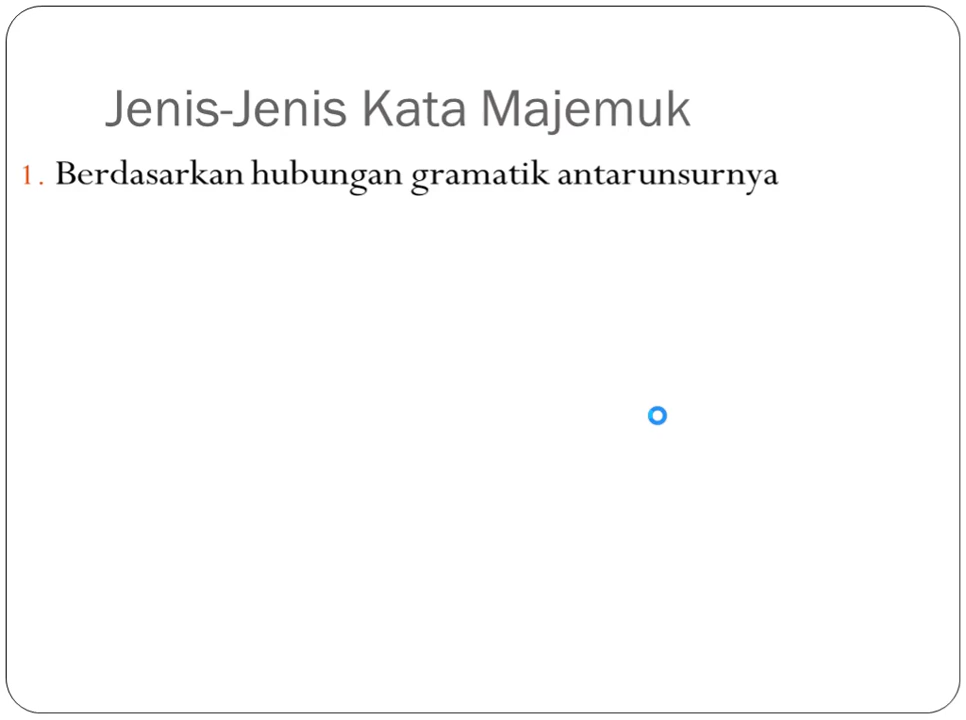 Jenis-Jenis Kata Majemuk
1. Berdasarkan hubungan gramatik antarunsurnya